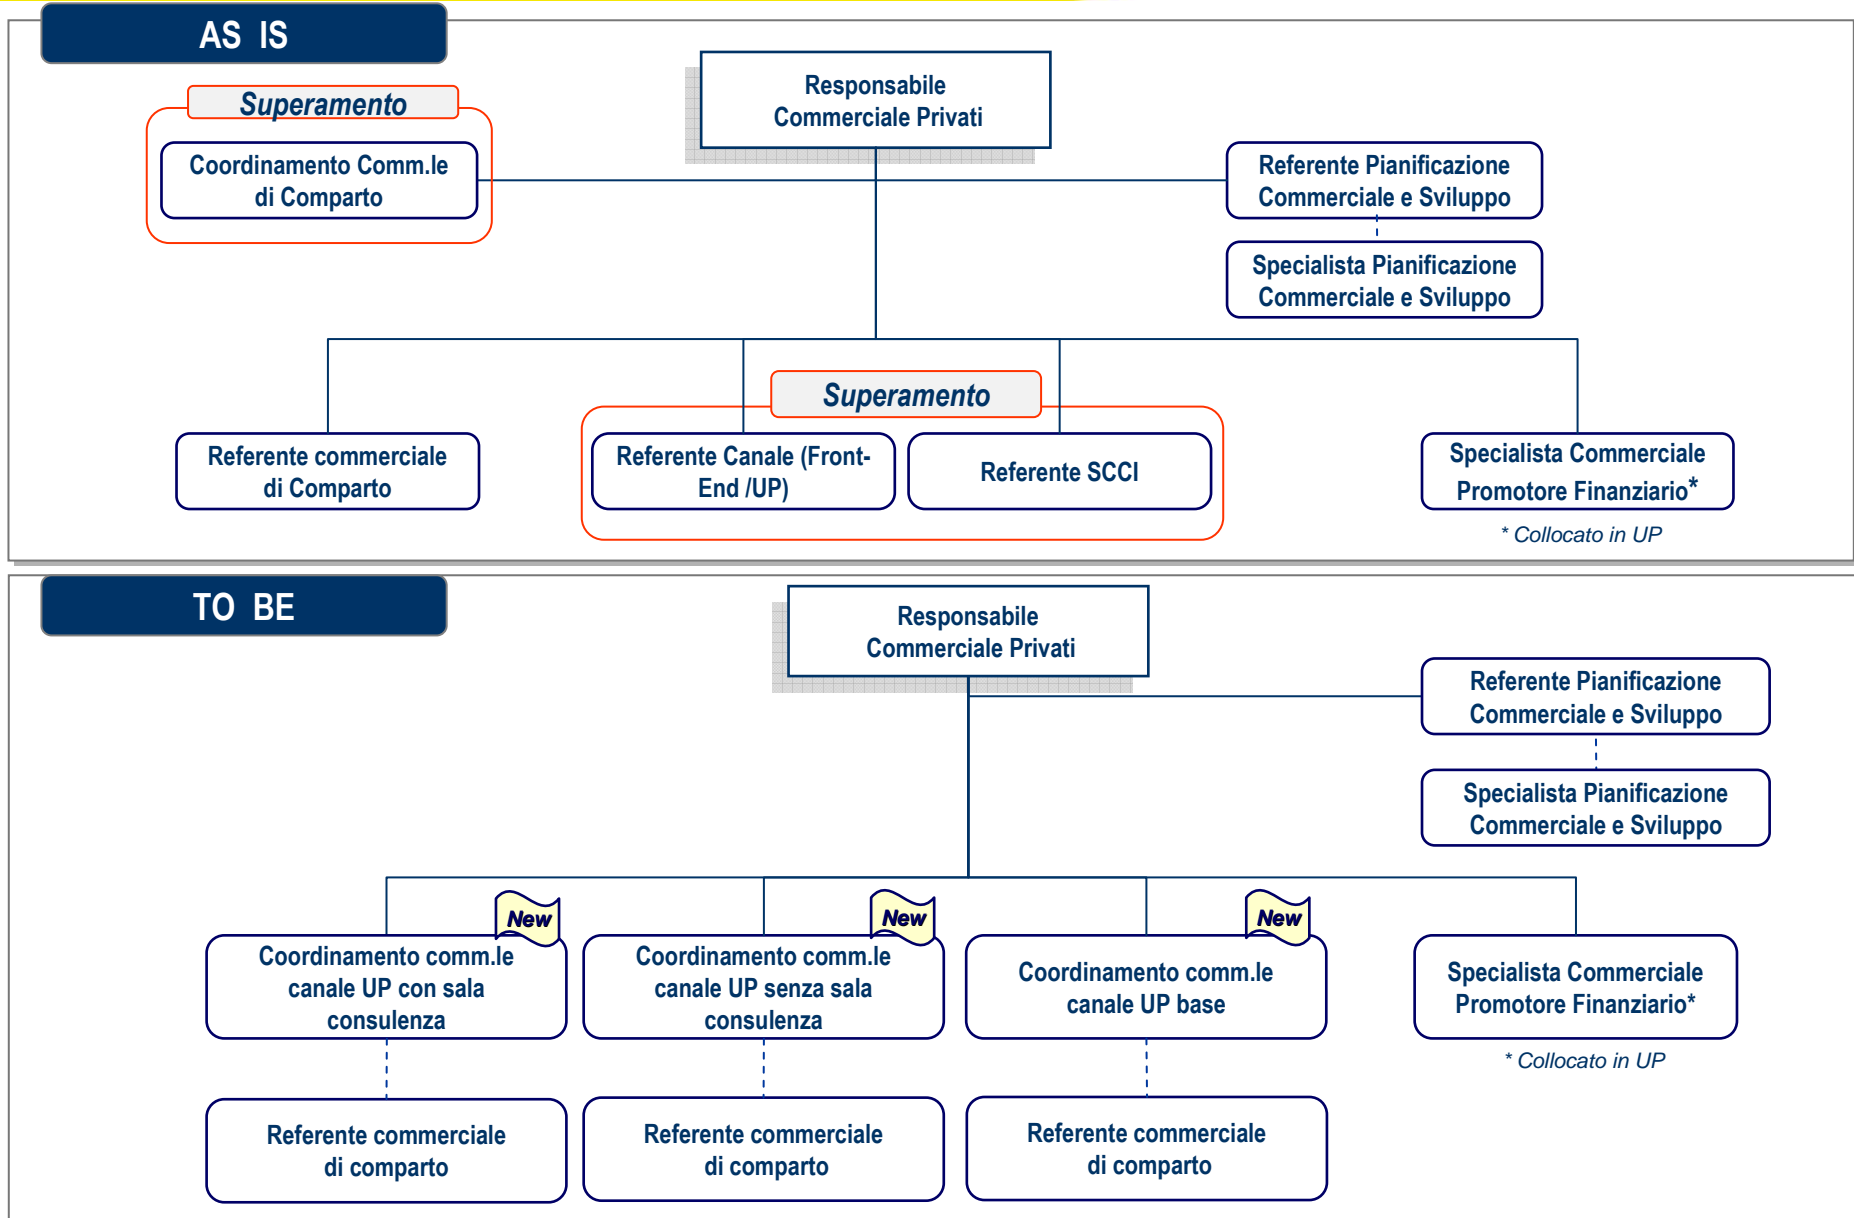 AS IS
Responsabile
Commerciale Privati
Superamento
Coordinamento Comm.le
di Comparto
Referente Pianificazione
Commerciale e Sviluppo
Specialista Pianificazione
Commerciale e Sviluppo
Superamento
Referente commerciale
di Comparto
Referente Canale (Front-
End /UP)
Referente SCCI
Specialista Commerciale
Promotore Finanziario*
* Collocato in UP
TO BE
Responsabile
Commerciale Privati
Referente Pianificazione
Commerciale e Sviluppo
Specialista Pianificazione
Commerciale e Sviluppo
New
Coordinamento comm.le
canale UP con sala
consulenza
New
Coordinamento comm.le
canale UP senza sala
consulenza
New
Coordinamento comm.le
canale UP base
Specialista Commerciale
Promotore Finanziario*
* Collocato in UP
Referente commerciale
di comparto
Referente commerciale
di comparto
Referente commerciale
di comparto